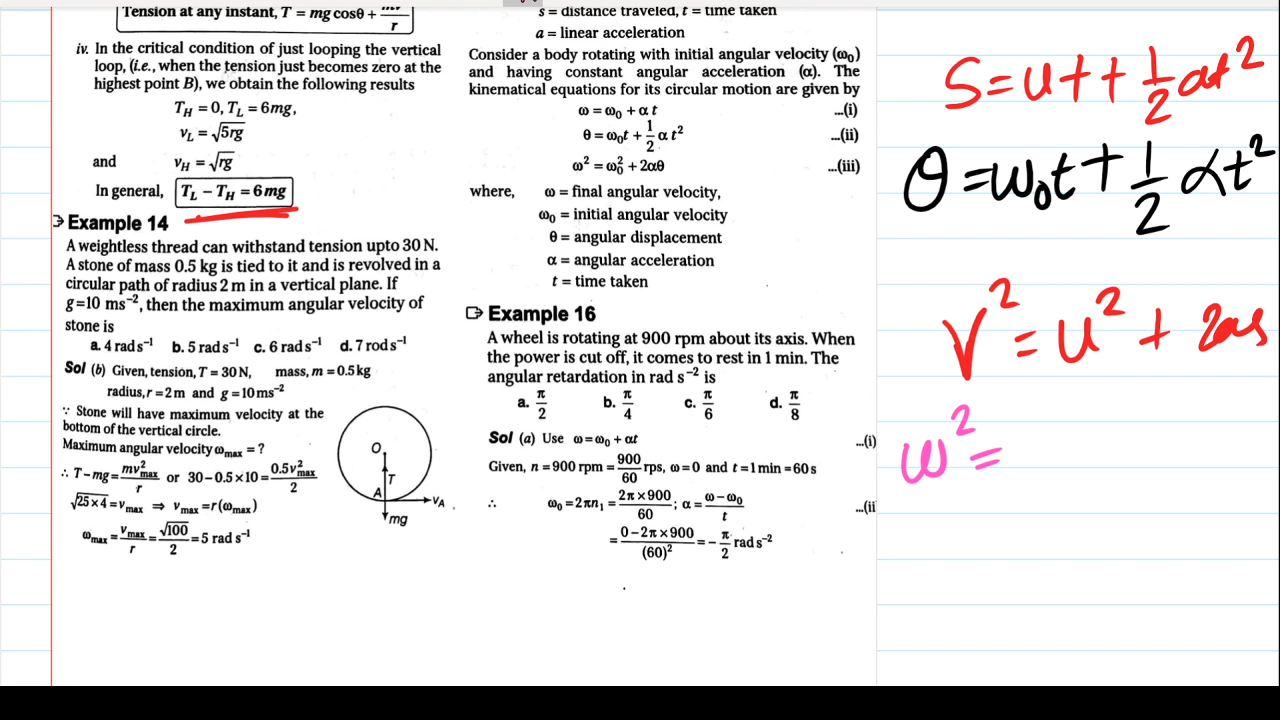 Tension at any instant, T = mg cosθ +
r
iv. In the critical condition of just looping the vertical
loop, (i.e., when the tension just becomes zero at the
highest point B), we obtain the following results
T_H = 0, T_L = 6mg,
v_L = √5rg
and v_H = √rg
In general, T_L – T_H = 6mg
Example 14
A weightless thread can withstand tension upto 30 N.
A stone of mass 0.5 kg is tied to it and is revolved in a
circular path of radius 2 m in a vertical plane. If
g=10 ms⁻², then the maximum angular velocity of
stone is
a. 4 rad s⁻¹ b. 5 rad s⁻¹ c. 6 rad s⁻¹ d. 7 rod s⁻¹
Sol (b) Given, tension, T = 30 N, mass, m = 0.5 kg
radius, r = 2 m and g = 10 ms⁻²
∵ Stone will have maximum velocity at the
bottom of the vertical circle.
Maximum angular velocity ω_max = ?
∴ T – mg = mv²_max / r or 30 – 0.5 × 10 = 0.5v²_max / 2
√25 × 4 = v_max ⇒ v_max = r(ω_max)
ω_max = v_max / r = √100 / 2 = 5 rad s⁻¹
O
T
A
v_A
mg
s = distance traveled, t = time taken
a = linear acceleration
Consider a body rotating with initial angular velocity (ω₀)
and having constant angular acceleration (α). The
kinematical equations for its circular motion are given by
ω = ω₀ + α t ...(i)
θ = ω₀t + 1/2 α t² ...(ii)
ω² = ω₀² + 2αθ ...(iii)
where, ω = final angular velocity,
ω₀ = initial angular velocity
θ = angular displacement
α = angular acceleration
t = time taken
Example 16
A wheel is rotating at 900 rpm about its axis. When
the power is cut off, it comes to rest in 1 min. The
angular retardation in rad s⁻² is
a. π/2 b. π/4 c. π/6 d. π/8
Sol (a) Use ω = ω₀ + αt ...(i)
Given, n = 900 rpm = 900/60 rps, ω = 0 and t = 1 min = 60 s
∴ ω₀ = 2πn₁ = 2π × 900 / 60 ; α = ω – ω₀ / t ...(ii
= 0 – 2π × 900 / (60)² = – π/2 rad s⁻²
S = ut + 1/2 at²
θ = ω₀t + 1/2 αt²
V² = u² + 2as
ω² =